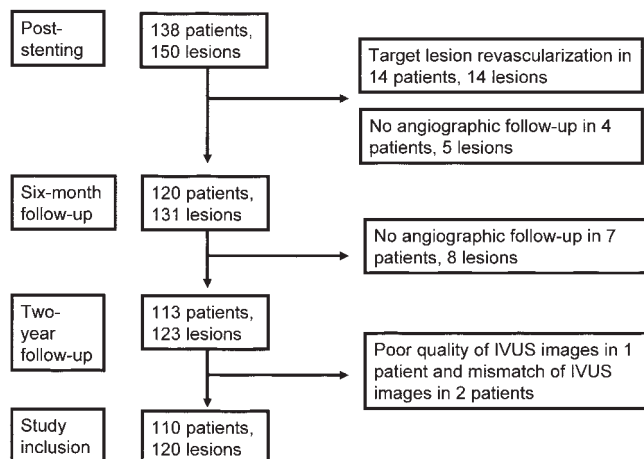 Post-
stenting
138 patients,
150 lesions
Target lesion revascularization in
14 patients, 14 lesions
No angiographic follow-up in 4
patients, 5 lesions
Six-month
follow-up
120 patients,
131 lesions
No angiographic follow-up in 7
patients, 8 lesions
Two-
year
follow-up
113 patients,
123 lesions
Poor quality of IVUS images in 1
patient and mismatch of IVUS
images in 2 patients
Study
inclusion
110 patients,
120 lesions